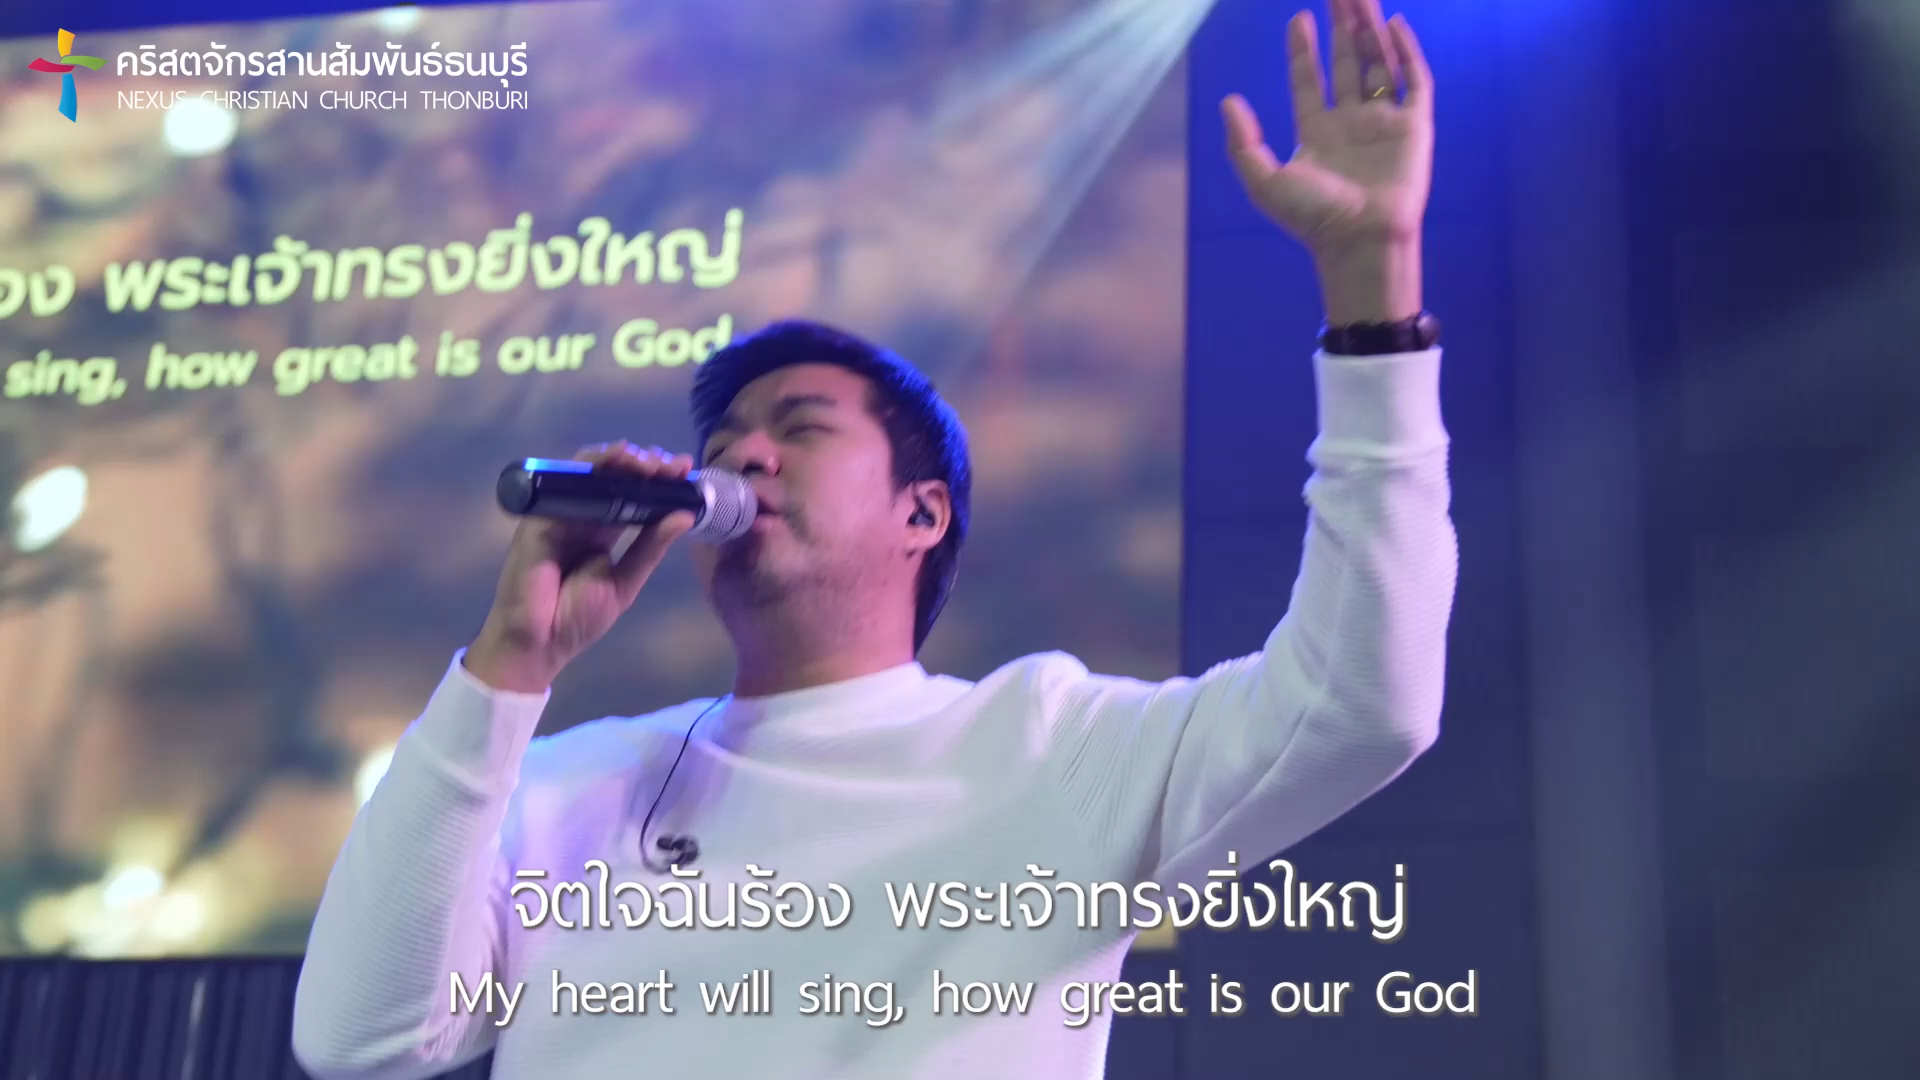 คริสตจักรสานสัมพันธ์ธนบุรี
NEXUS CHRISTIAN CHURCH THONBURI
อง พระเจ้าทรงยิ่งใหญ่
sing, how great is our God
จิตใจฉันร้อง พระเจ้าทรงยิ่งใหญ่
My heart will sing, how great is our God